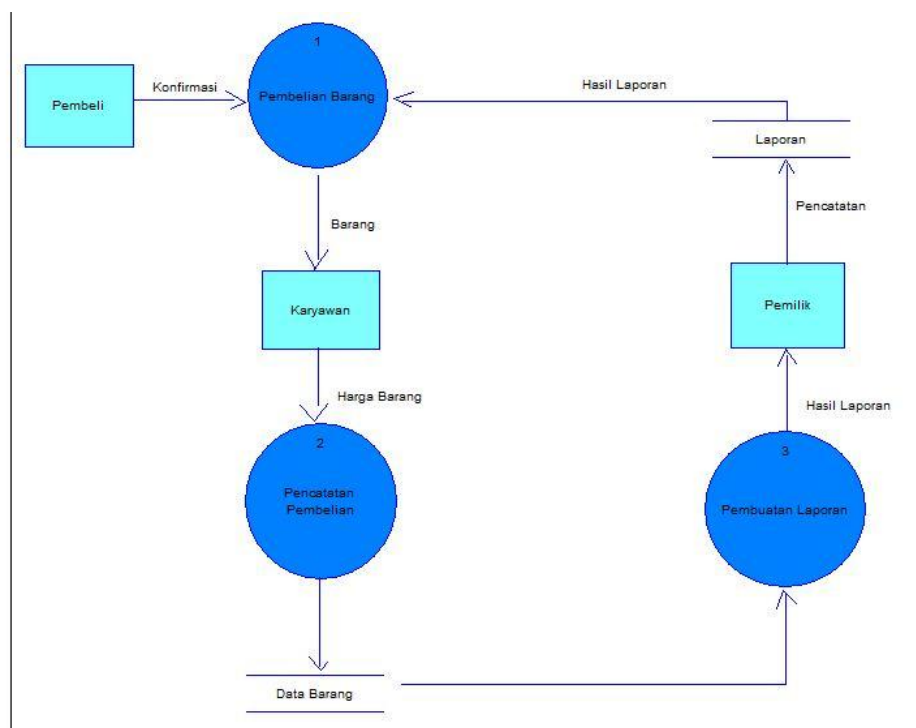 1
Pembelian Barang
Pembeli
Konfirmasi
Hasil Laporan
Laporan
Pencatatan
Barang
Karyawan
Pemilik
Harga Barang
Hasil Laporan
2
Pencatatan
Pembelian
3
Pembuatan Laporan
Data Barang